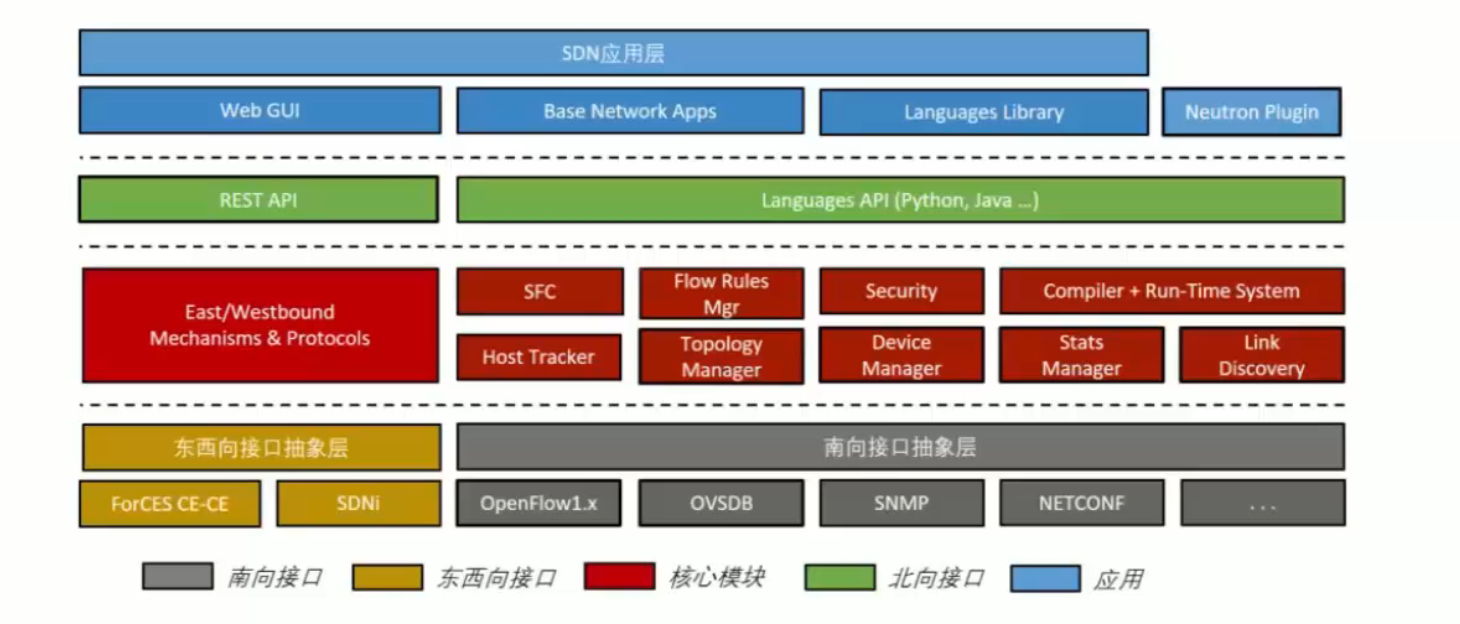 SDN应用层
Web GUI
Base Network Apps
Languages Library
Neutron Plugin
REST API
Languages API (Python, Java ...)
East/Westbound
Mechanisms & Protocols
SFC
Flow Rules
Mgr
Security
Compiler + Run-Time System
Host Tracker
Topology
Manager
Device
Manager
Stats
Manager
Link
Discovery
东西向接口抽象层
南向接口抽象层
ForCES CE-CE
SDNi
OpenFlow1.x
OVSDB
SNMP
NETCONF
...
南向接口
东西向接口
核心模块
北向接口
应用